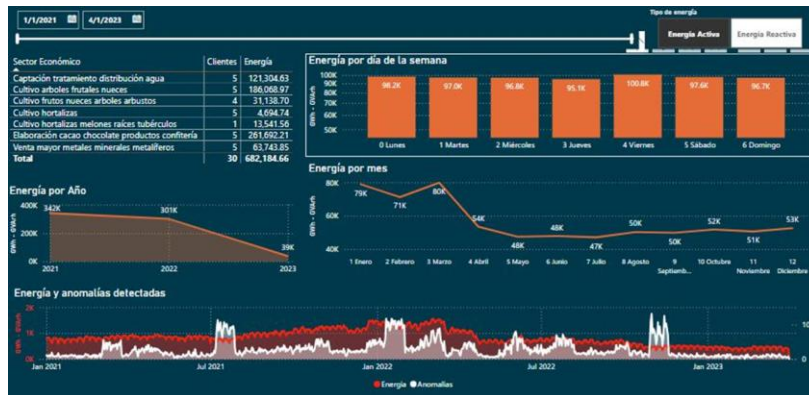 Tipo de energía
1/1/2021 4/1/2023
Energía Activa Energía Reactiva
Sector Económico Clientes Energía
Captación tratamiento distribución agua 5 121,304.63
Cultivo arboles frutales nueces 5 186,068.97
Cultivo frutos nueces arboles arbustos 4 31,138.70
Cultivo hortalizas 5 4,694.74
Cultivo hortalizas melones raíces tubérculos 1 13,541.56
Elaboración cacao chocolate productos confitería 5 261,692.21
Venta mayor metales minerales metalíferos 5 63,743.85
Total 30 682,184.66
Energía por día de la semana
GWh - GVArh
100K
90K
80K
70K
60K
50K
98.2K 97.0K 96.8K 95.1K 100.8K 97.6K 96.7K
0 Lunes 1 Martes 2 Miércoles 3 Jueves 4 Viernes 5 Sábado 6 Domingo
Energía por Año
GWh - GVArh
400K
200K
0K
342K 301K 39K
2021 2022 2023
Energía por mes
GWh - GVArh
80K
60K
40K
79K 71K 80K 54K 48K 48K 47K 50K 50K 52K 51K 53K
1 Enero 2 Febrero 3 Marzo 4 Abril 5 Mayo 6 Junio 7 Julio 8 Agosto 9 Septiemb... 10 Octubre 11 Noviembre 12 Diciembre
Energía y anomalías detectadas
GWh - GVArh
2K
1K
0K
10
0
Jan 2021 Jul 2021 Jan 2022 Jul 2022 Jan 2023
Energía Anomalías